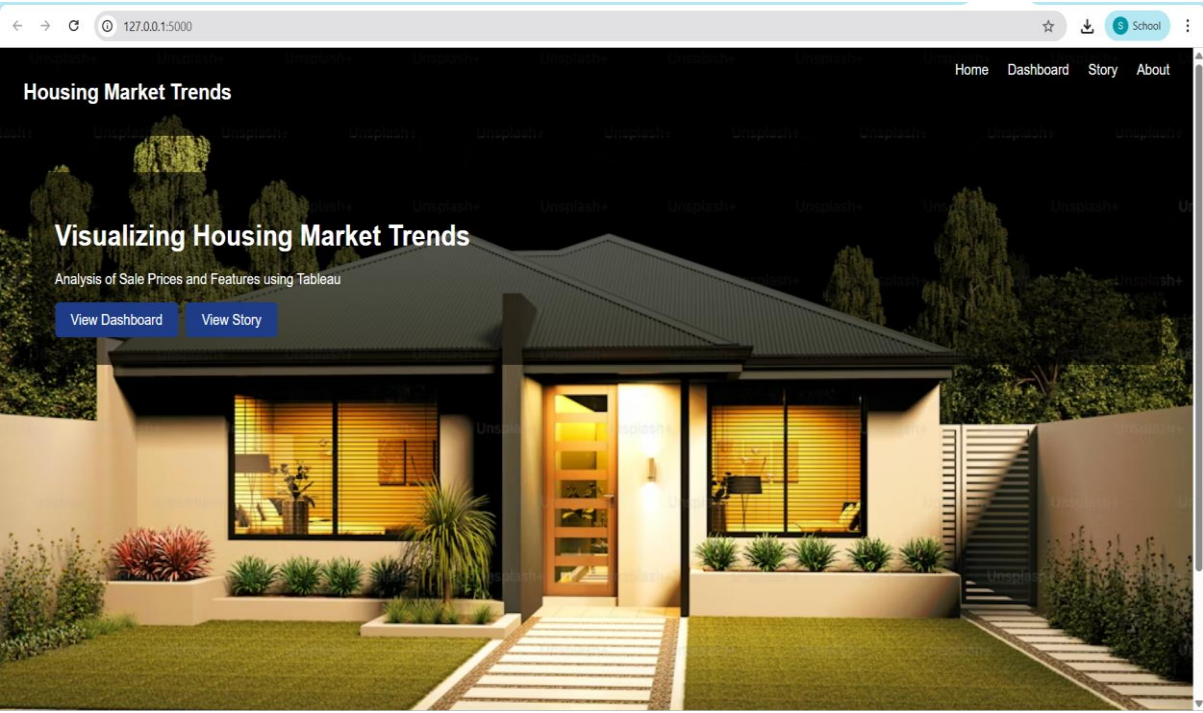 127.0.0.1:5000
S School
Home Dashboard Story About
Housing Market Trends
Visualizing Housing Market Trends
Analysis of Sale Prices and Features using Tableau
View Dashboard View Story
Unsplash+